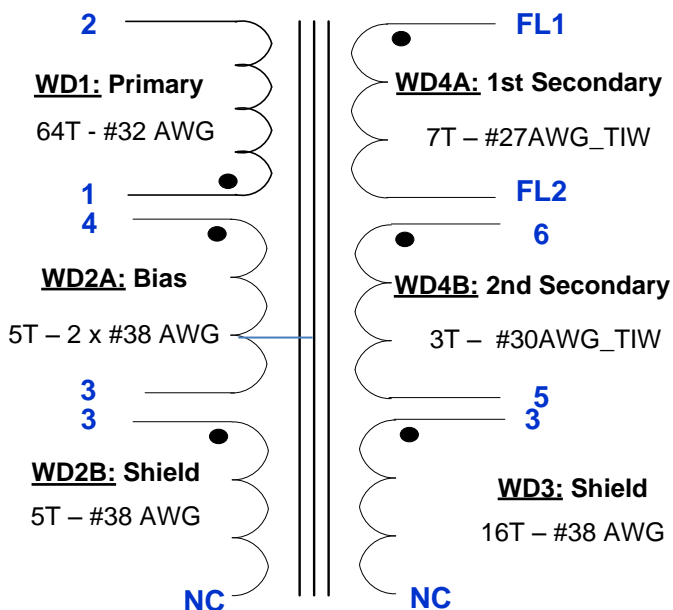 2
WD1: Primary
64T - #32 AWG
1
4
WD2A: Bias
5T – 2 x #38 AWG
3
3
WD2B: Shield
5T – #38 AWG
NC
FL1
WD4A: 1st Secondary
7T – #27AWG_TIW
FL2
6
WD4B: 2nd Secondary
3T – #30AWG_TIW
5
3
WD3: Shield
16T – #38 AWG
NC